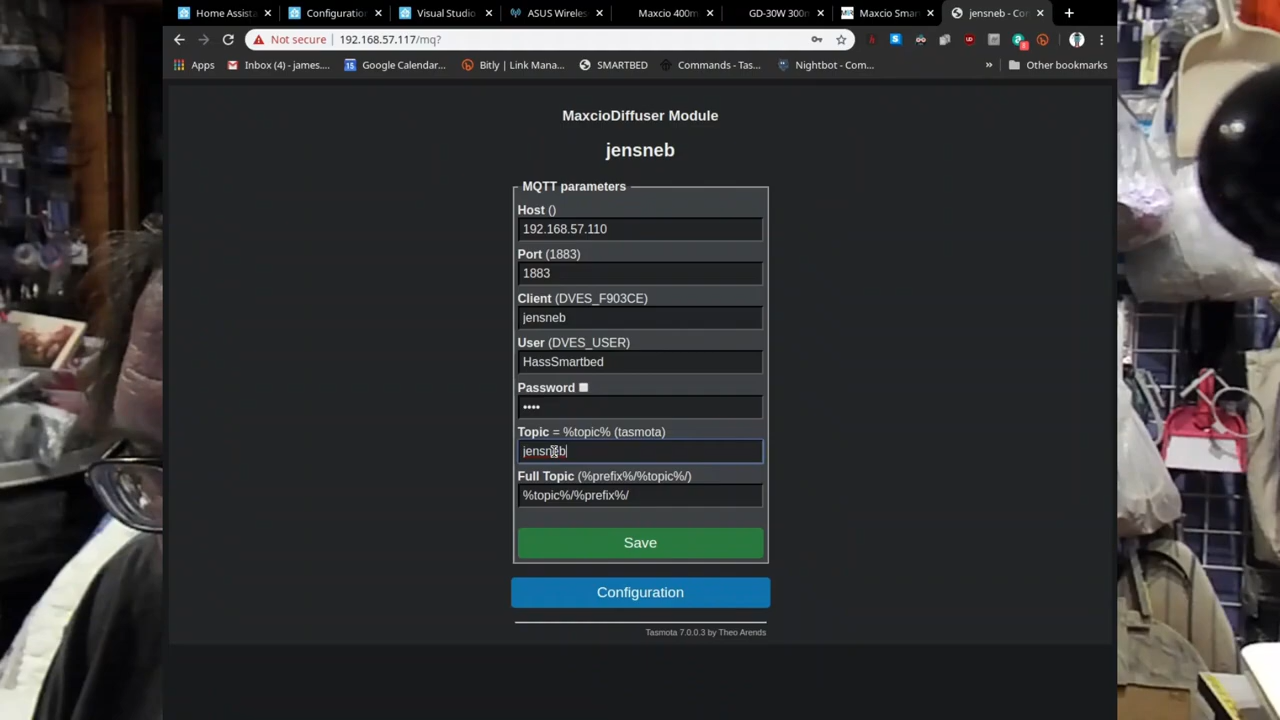 Home Assista
Configuration
Visual Studio
ASUS Wireles
Maxcio 400m
GD-30W 300m
Maxcio Smar
jensneb - Con
Not secure | 192.168.57.117/mq?
Apps
Inbox (4) - james....
Google Calendar...
Bitly | Link Mana...
SMARTBED
Commands - Tas...
Nightbot - Com...
»
Other bookmarks
MaxcioDiffuser Module
jensneb
MQTT parameters
Host ()
192.168.57.110
Port (1883)
1883
Client (DVES_F903CE)
jensneb
User (DVES_USER)
HassSmartbed
Password
••••
Topic = %topic% (tasmota)
jensneb
Full Topic (%prefix%/%topic%/)
%topic%/%prefix%/
Save
Configuration
Tasmota 7.0.0.3 by Theo Arends